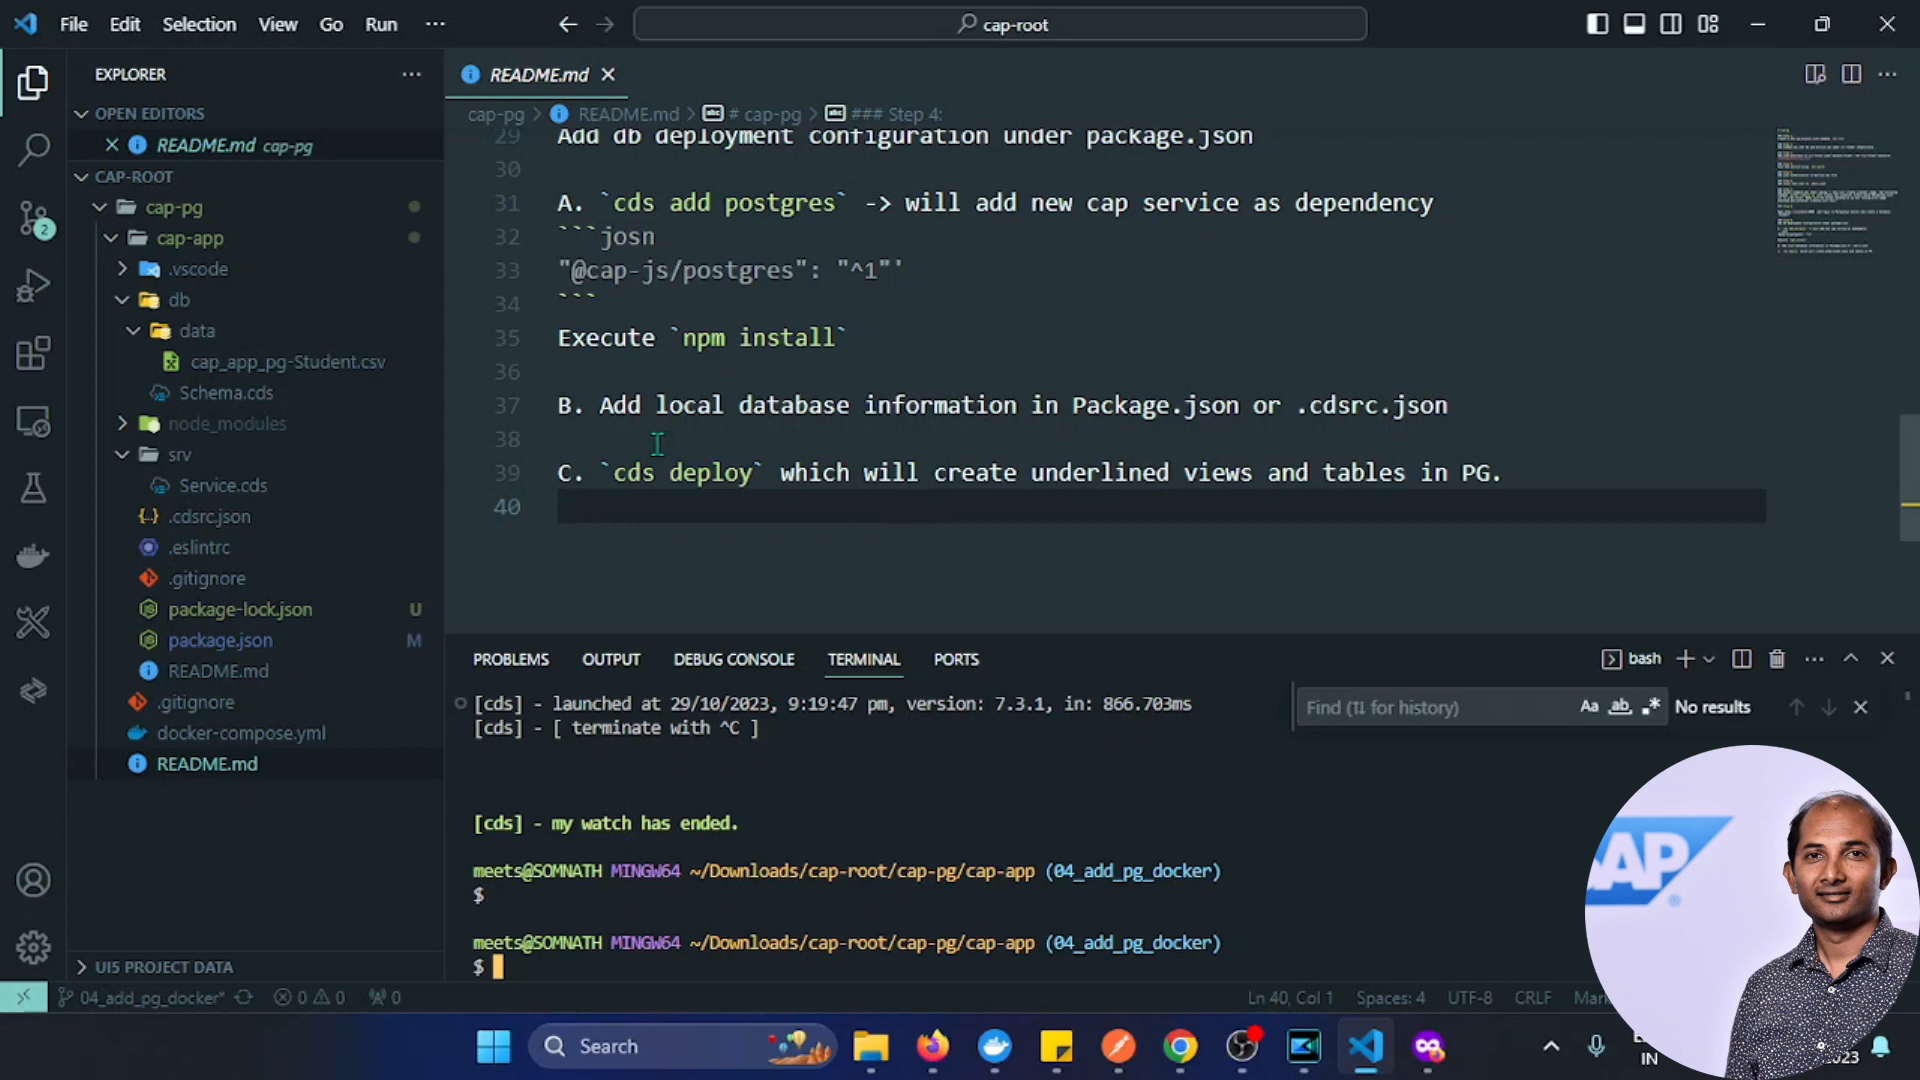 File Edit Selection View Go Run ···
cap-root
EXPLORER
OPEN EDITORS
README.md cap-pg
CAP-ROOT
cap-pg
cap-app
.vscode
db
data
cap_app_pg-Student.csv
Schema.cds
node_modules
srv
Service.cds
.cdsrc.json
.eslintrc
.gitignore
package-lock.json U
package.json M
README.md
.gitignore
docker-compose.yml
README.md
UI5 PROJECT DATA
README.md
cap-pg > README.md > # cap-pg > ### Step 4:
29 Add db deployment configuration under package.json
30
31 A. `cds add postgres` -> will add new cap service as dependency
32 ```josn
33 "@cap-js/postgres": "^1"'
34 ```
35 Execute `npm install`
36
37 B. Add local database information in Package.json or .cdsrc.json
38
39 C. `cds deploy` which will create underlined views and tables in PG.
40
PROBLEMS OUTPUT DEBUG CONSOLE TERMINAL PORTS
bash
[cds] - launched at 29/10/2023, 9:19:47 pm, version: 7.3.1, in: 866.703ms
[cds] - [ terminate with ^C ]
Find (⇅ for history) Aa ab .* No results
[cds] - my watch has ended.
meets@SOMNATH MINGW64 ~/Downloads/cap-root/cap-pg/cap-app (04_add_pg_docker)
$
meets@SOMNATH MINGW64 ~/Downloads/cap-root/cap-pg/cap-app (04_add_pg_docker)
$
2
AP
04_add_pg_docker* 0 0 0
Ln 40, Col 1 Spaces: 4 UTF-8 CRLF
Search
IN
2023